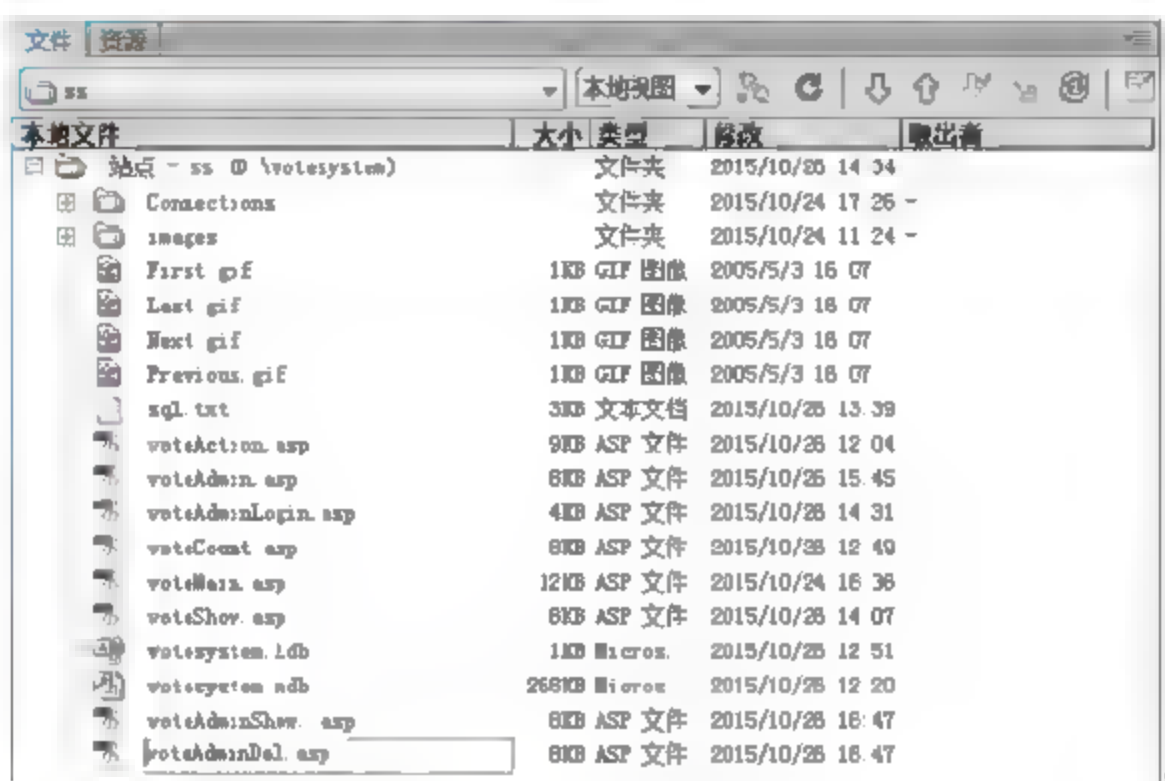 文件 资源
ss 本地视图
本地文件 大小 类型 修改 取出者
站点 - ss (D:\votesystem) 文件夹 2015/10/26 14:34 -
Connections 文件夹 2015/10/24 17:26 -
images 文件夹 2015/10/24 11:24 -
First.gif 1KB GIF 图像 2005/5/3 16:07
Last.gif 1KB GIF 图像 2005/5/3 16:07
Next.gif 1KB GIF 图像 2005/5/3 16:07
Previous.gif 1KB GIF 图像 2005/5/3 16:07
sql.txt 3KB 文本文档 2015/10/26 13:39
voteAction.asp 9KB ASP 文件 2015/10/26 12:04
voteAdmin.asp 8KB ASP 文件 2015/10/26 15:45
voteAdminLogin.asp 4KB ASP 文件 2015/10/26 14:31
voteCount.asp 8KB ASP 文件 2015/10/26 12:49
voteMain.asp 12KB ASP 文件 2015/10/24 16:36
voteShow.asp 6KB ASP 文件 2015/10/26 14:07
votesystem.ldb 1KB Micros. 2015/10/26 12:51
votesystem.mdb 268KB Micros 2015/10/26 12:20
voteAdminShow.asp 8KB ASP 文件 2015/10/26 16:47
voteAdminDel.asp 8KB ASP 文件 2015/10/26 16:47